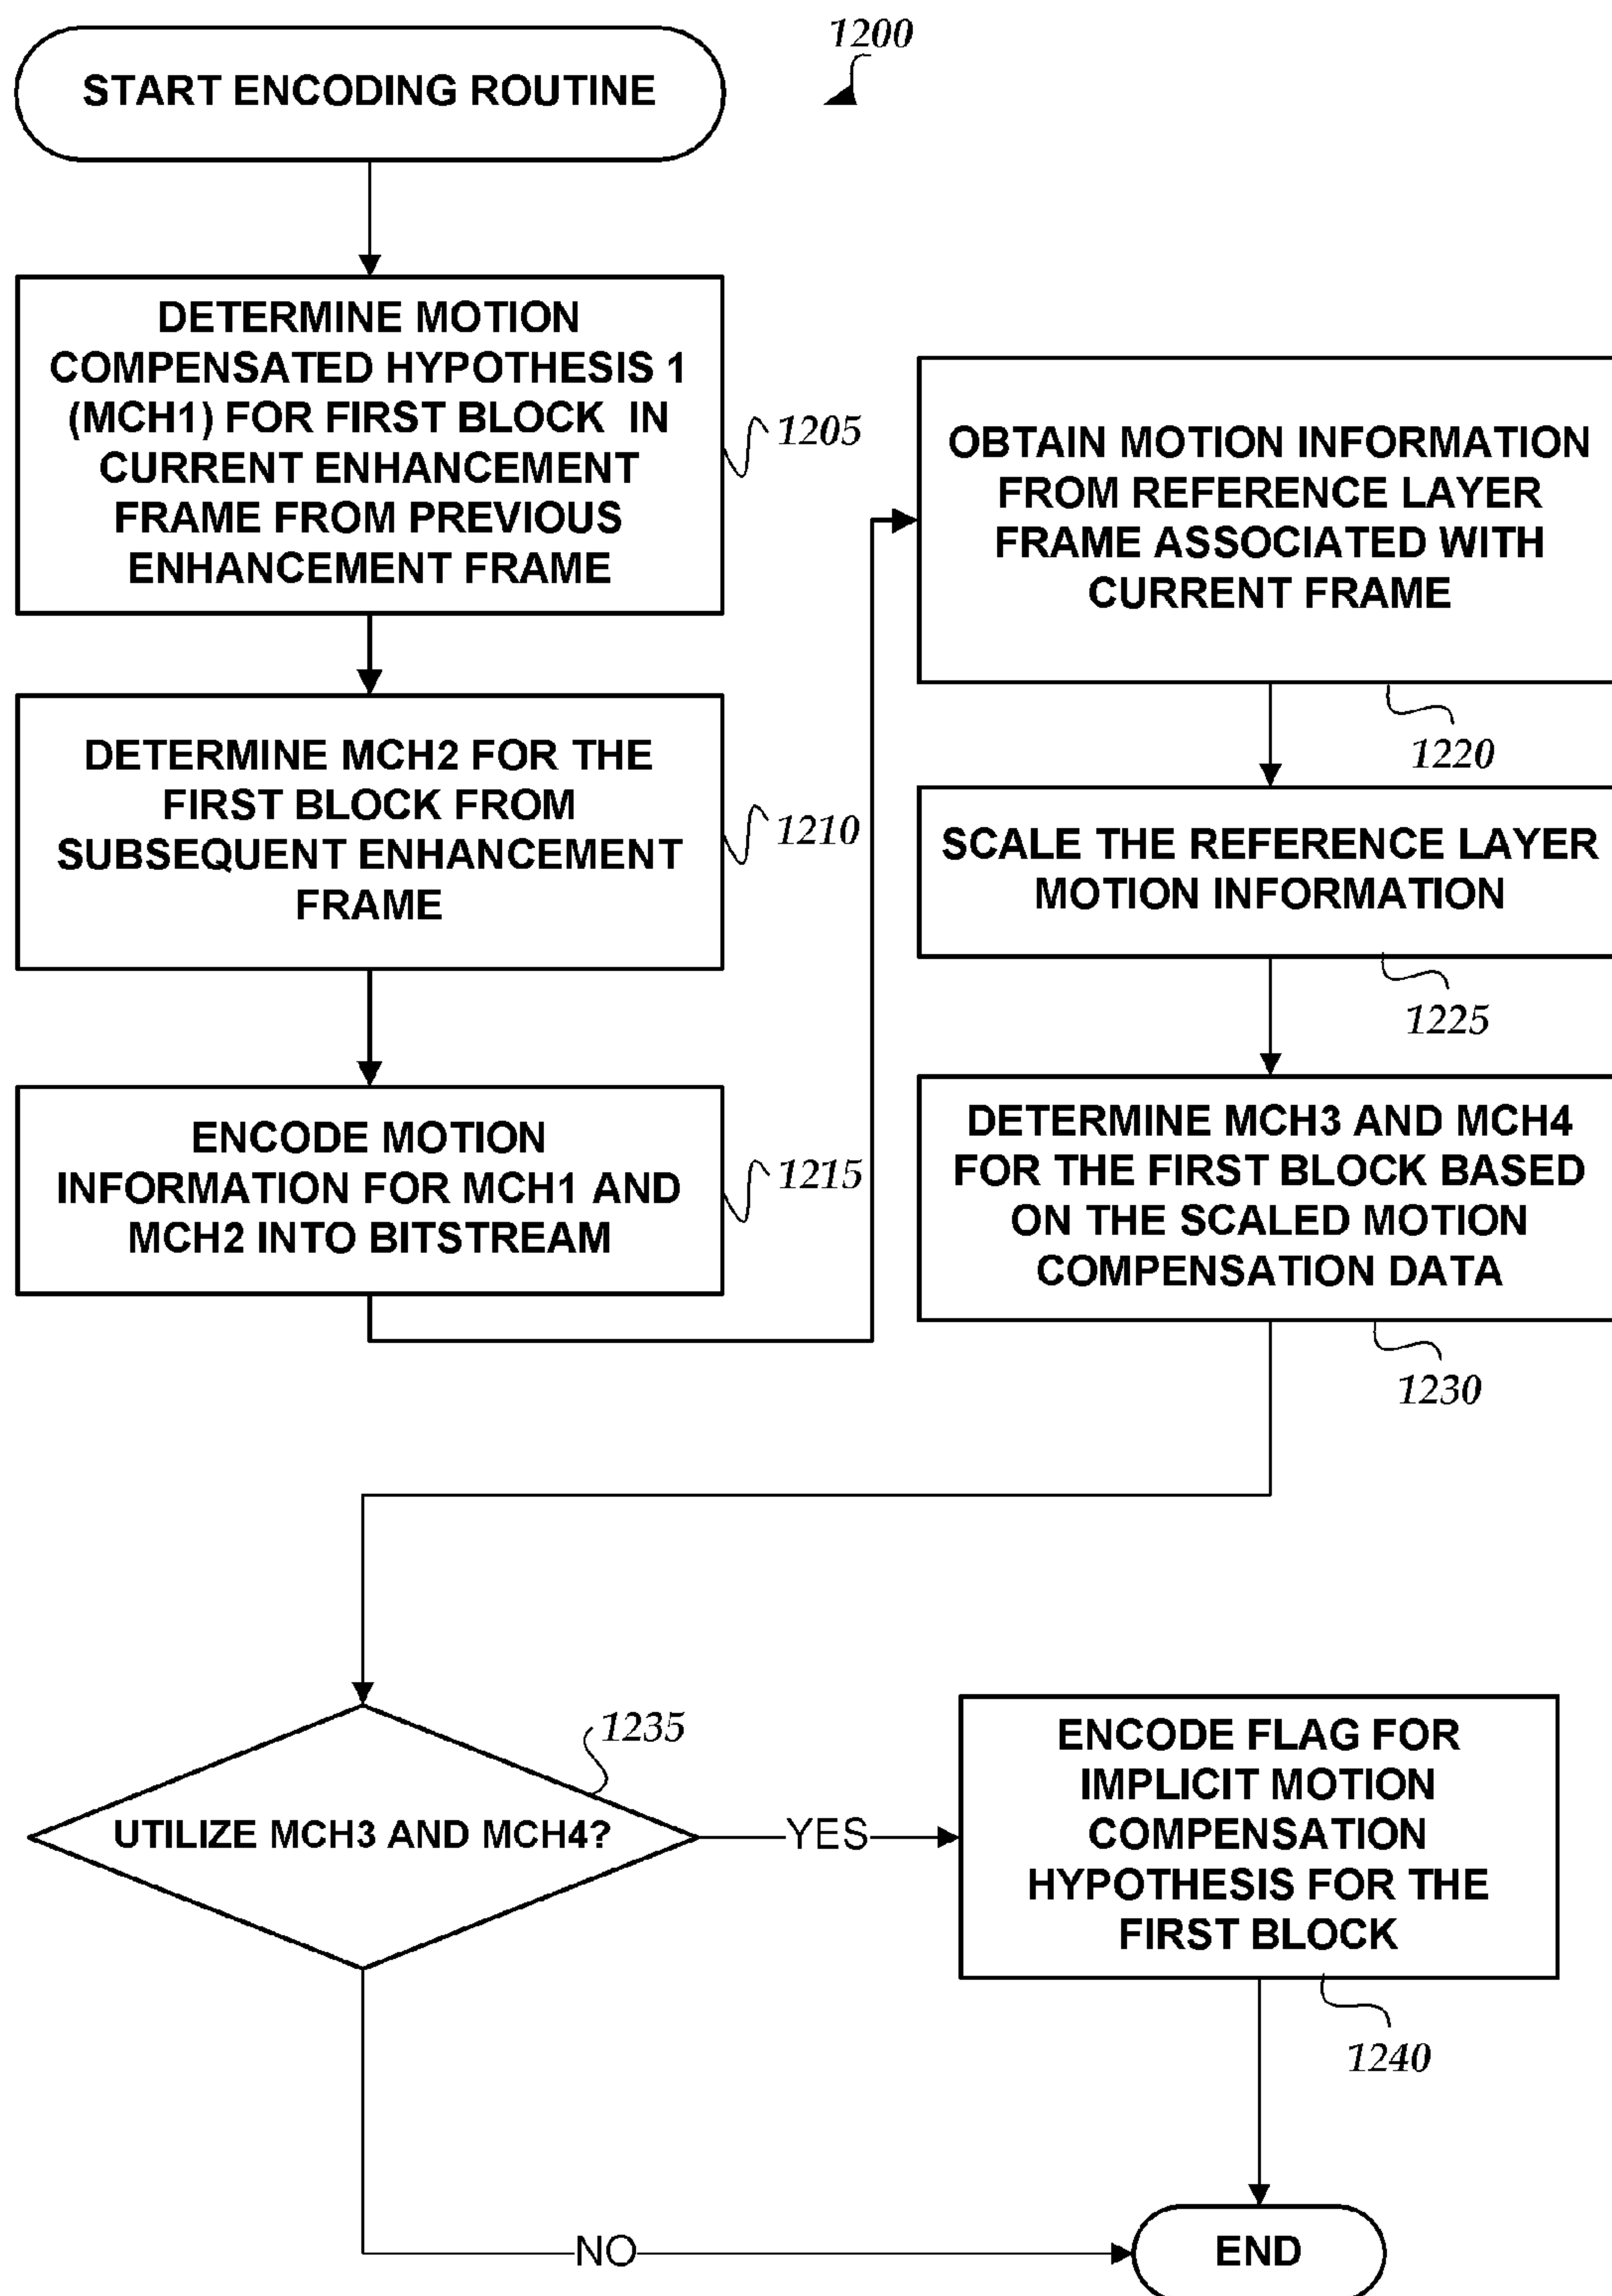 1200
START ENCODING ROUTINE
DETERMINE MOTION
COMPENSATED HYPOTHESIS 1
(MCH1) FOR FIRST BLOCK IN
CURRENT ENHANCEMENT
FRAME FROM PREVIOUS
ENHANCEMENT FRAME
1205
DETERMINE MCH2 FOR THE
FIRST BLOCK FROM
SUBSEQUENT ENHANCEMENT
FRAME
1210
ENCODE MOTION
INFORMATION FOR MCH1 AND
MCH2 INTO BITSTREAM
1215
OBTAIN MOTION INFORMATION
FROM REFERENCE LAYER
FRAME ASSOCIATED WITH
CURRENT FRAME
1220
SCALE THE REFERENCE LAYER
MOTION INFORMATION
1225
DETERMINE MCH3 AND MCH4
FOR THE FIRST BLOCK BASED
ON THE SCALED MOTION
COMPENSATION DATA
1230
1235
UTILIZE MCH3 AND MCH4?
YES
ENCODE FLAG FOR
IMPLICIT MOTION
COMPENSATION
HYPOTHESIS FOR THE
FIRST BLOCK
1240
NO
END